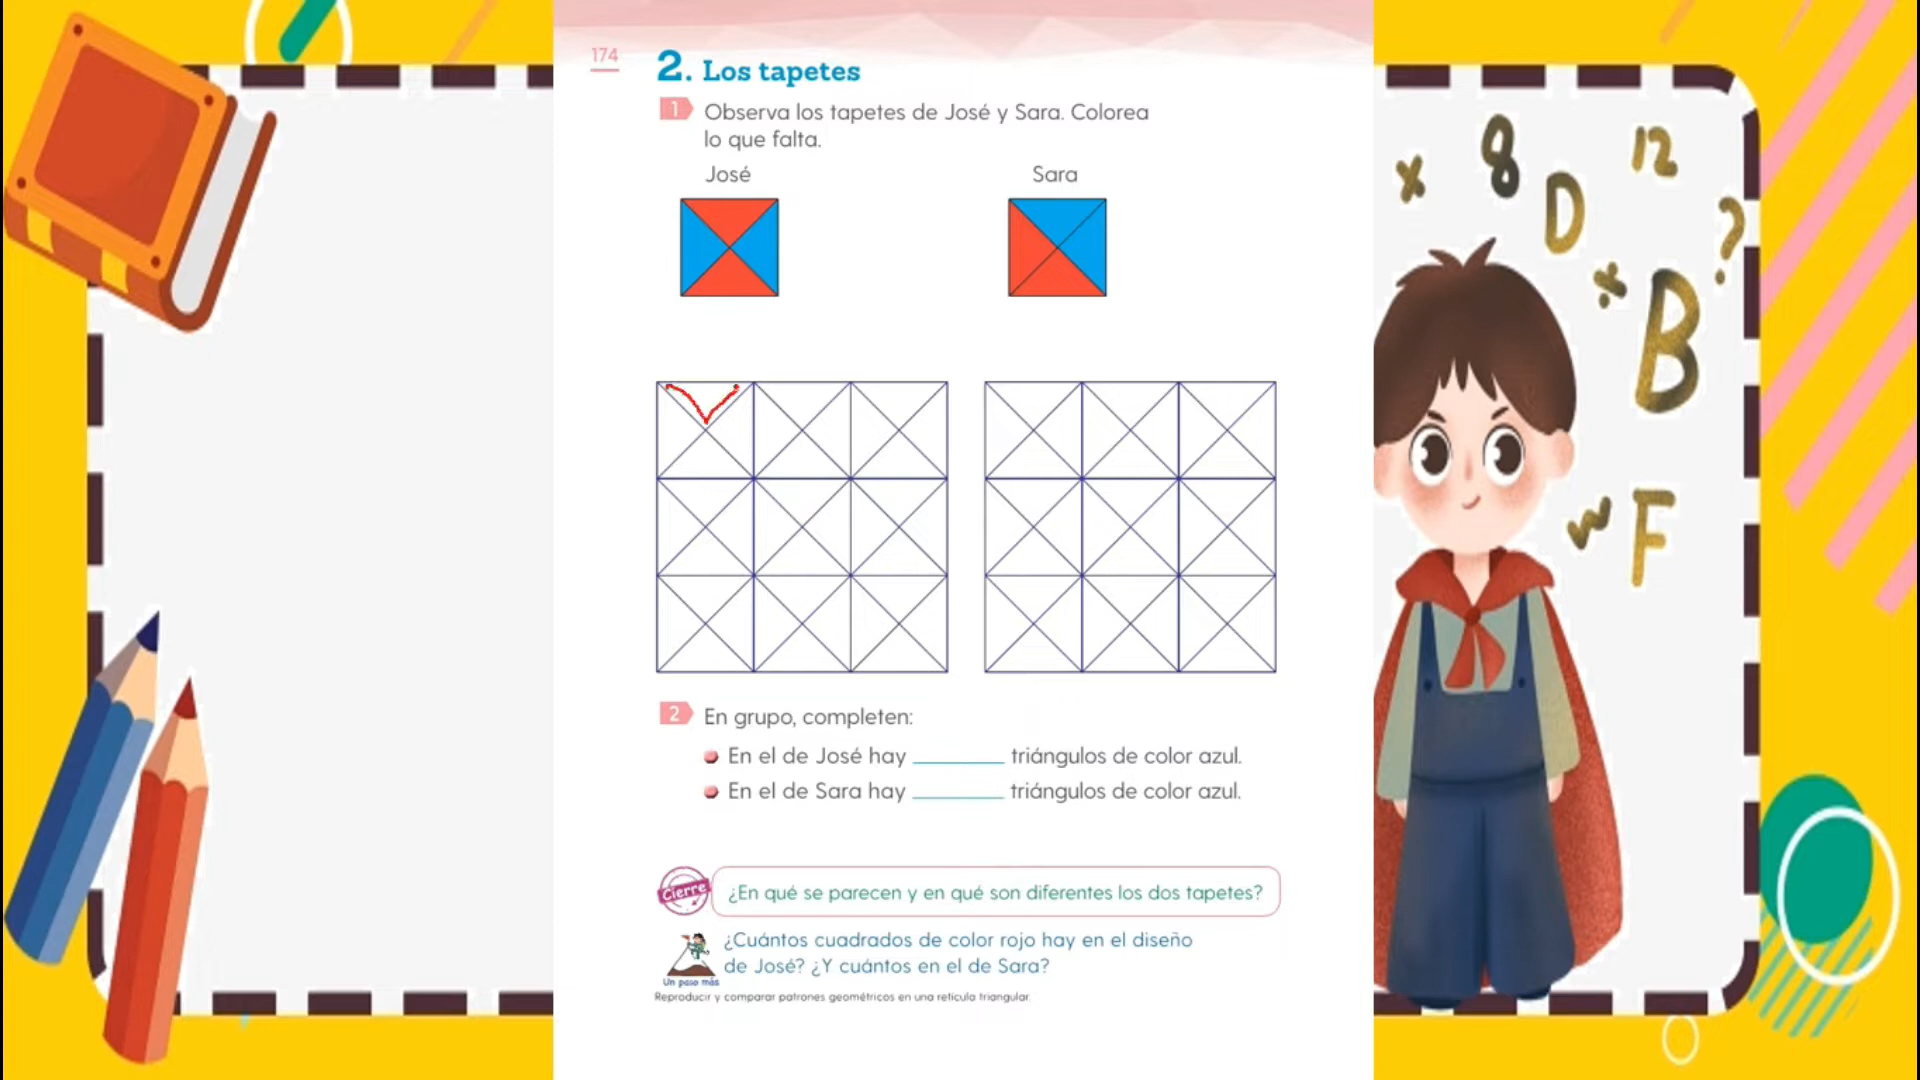 174
2. Los tapetes
1 Observa los tapetes de José y Sara. Colorea
lo que falta.
José
Sara
2 En grupo, completen:
En el de José hay ________ triángulos de color azul.
En el de Sara hay ________ triángulos de color azul.
Cierre
¿En qué se parecen y en qué son diferentes los dos tapetes?
¿Cuántos cuadrados de color rojo hay en el diseño
de José? ¿Y cuántos en el de Sara?
Un paso más
Reproducir y comparar patrones geométricos en una retícula triangular.
8
12
D
?
B
F